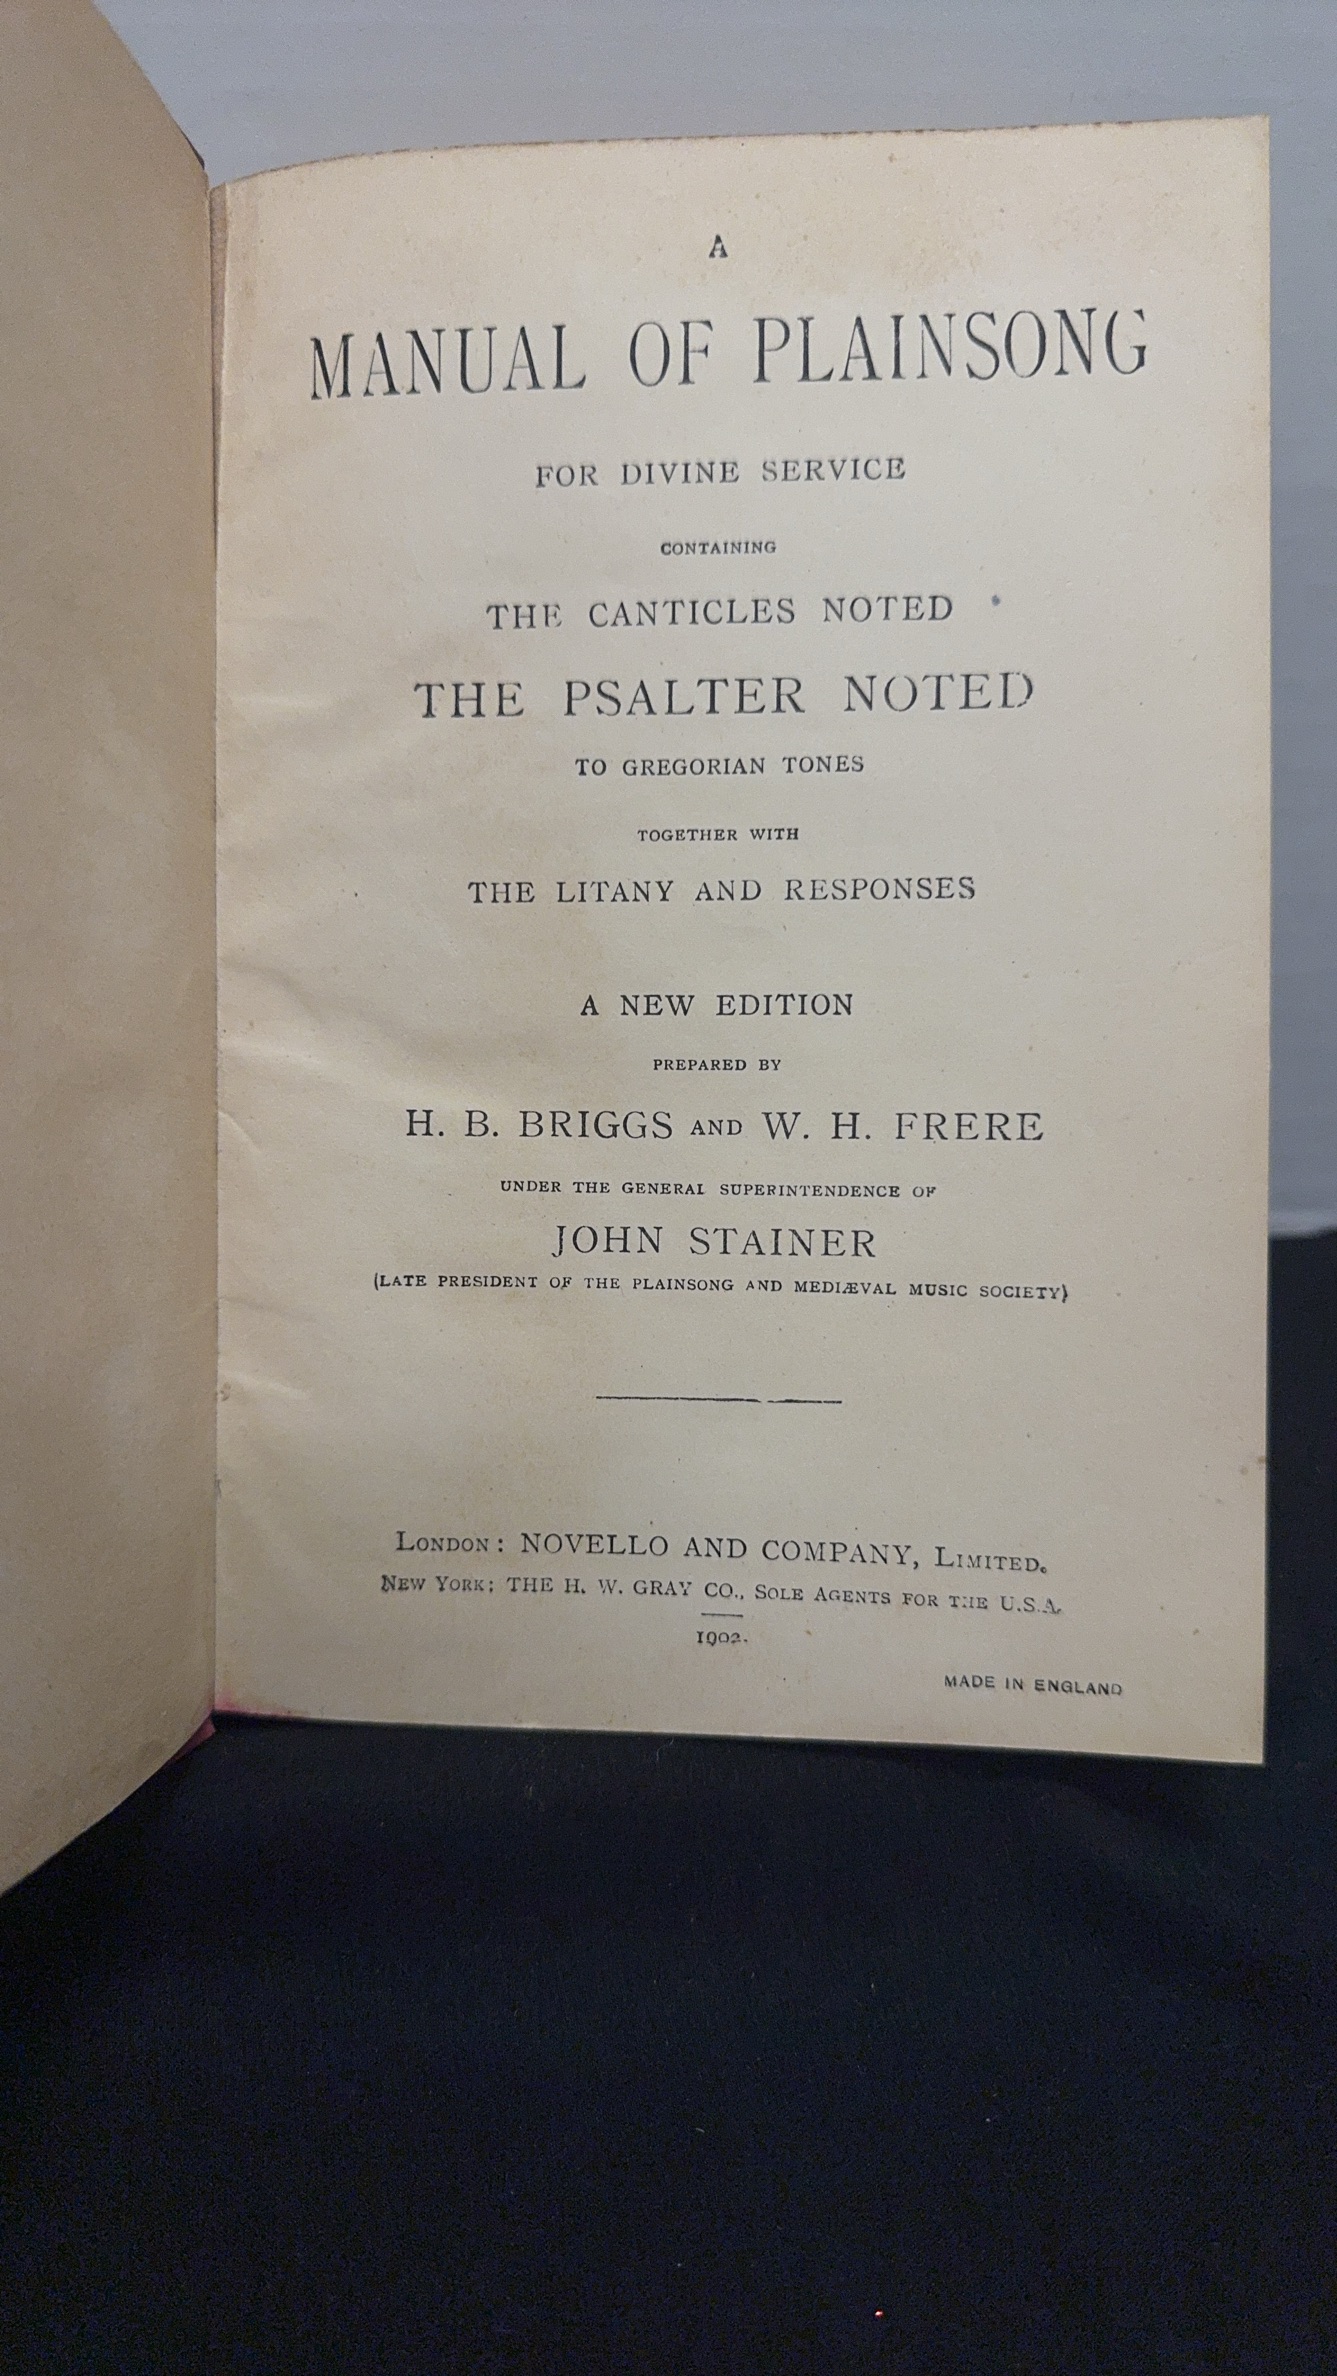 A
MANUAL OF PLAINSONG
FOR DIVINE SERVICE
CONTAINING
THE CANTICLES NOTED
THE PSALTER NOTED
TO GREGORIAN TONES
TOGETHER WITH
THE LITANY AND RESPONSES
A NEW EDITION
PREPARED BY
H. B. BRIGGS AND W. H. FRERE
UNDER THE GENERAL SUPERINTENDENCE OF
JOHN STAINER
(LATE PRESIDENT OF THE PLAINSONG AND MEDIÆVAL MUSIC SOCIETY)
LONDON: NOVELLO AND COMPANY, LIMITED.
NEW YORK: THE H. W. GRAY CO., SOLE AGENTS FOR THE U.S.A.
1902.
MADE IN ENGLAND